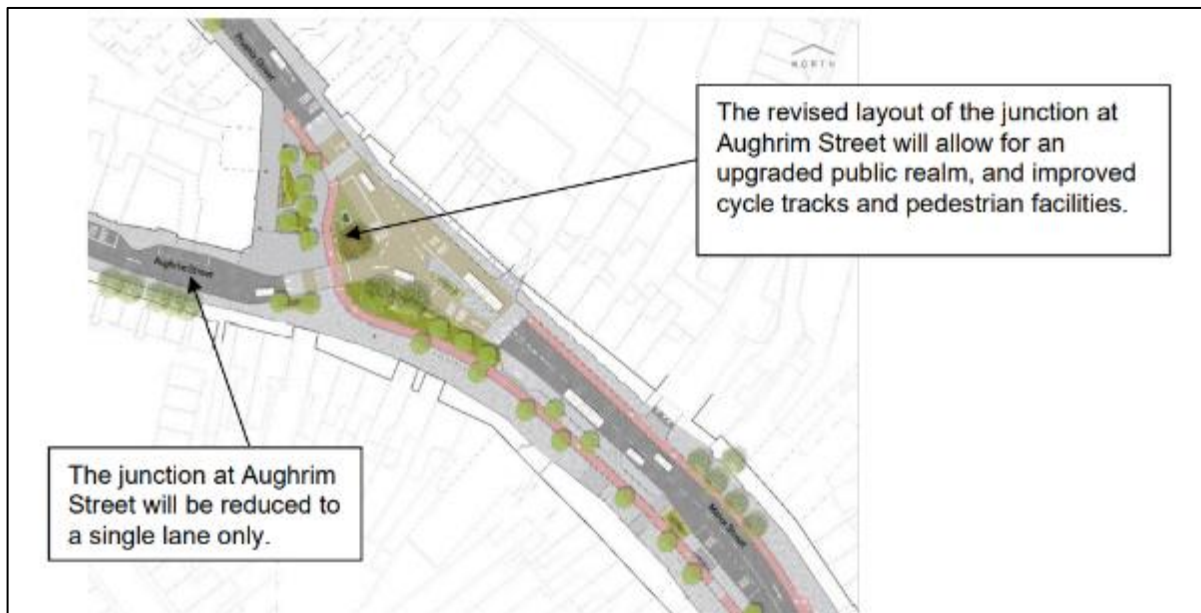 NORTH
The revised layout of the junction at
Aughrim Street will allow for an
upgraded public realm, and improved
cycle tracks and pedestrian facilities.
Aughrim Street
The junction at Aughrim
Street will be reduced to
a single lane only.
Manor Street